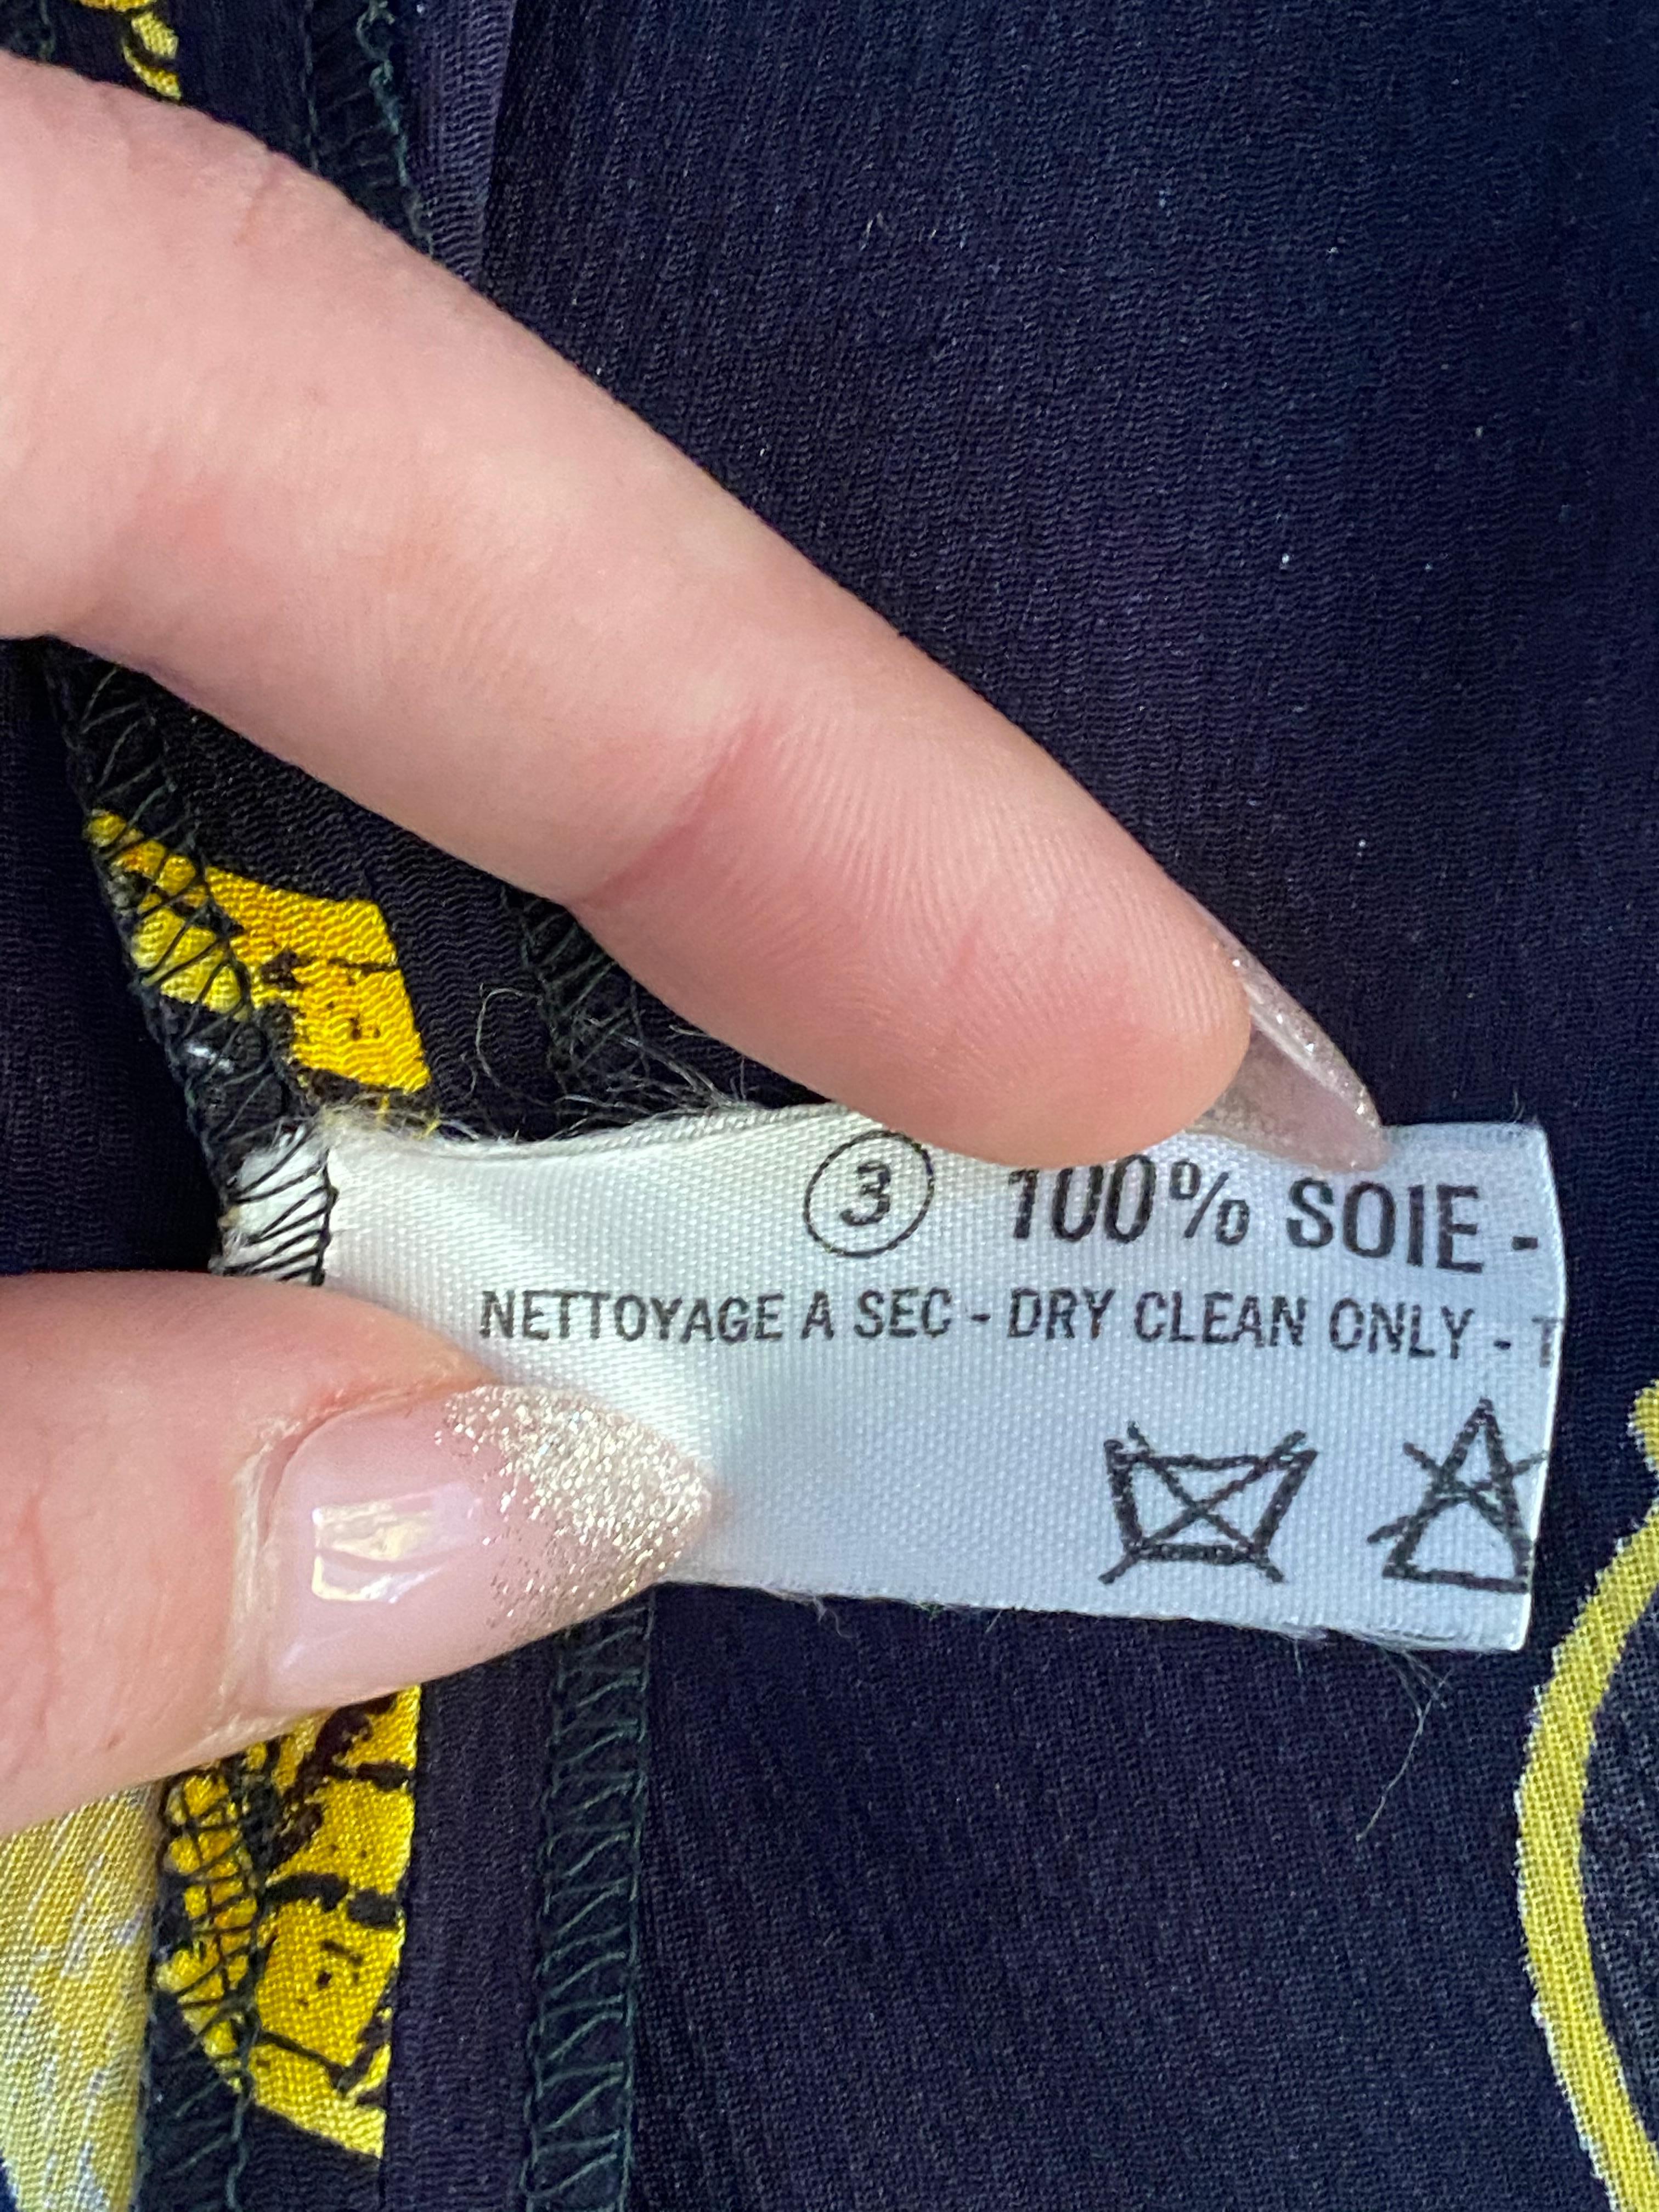 ③ 100% SOIE -
NETTOYAGE A SEC - DRY CLEAN ONLY -